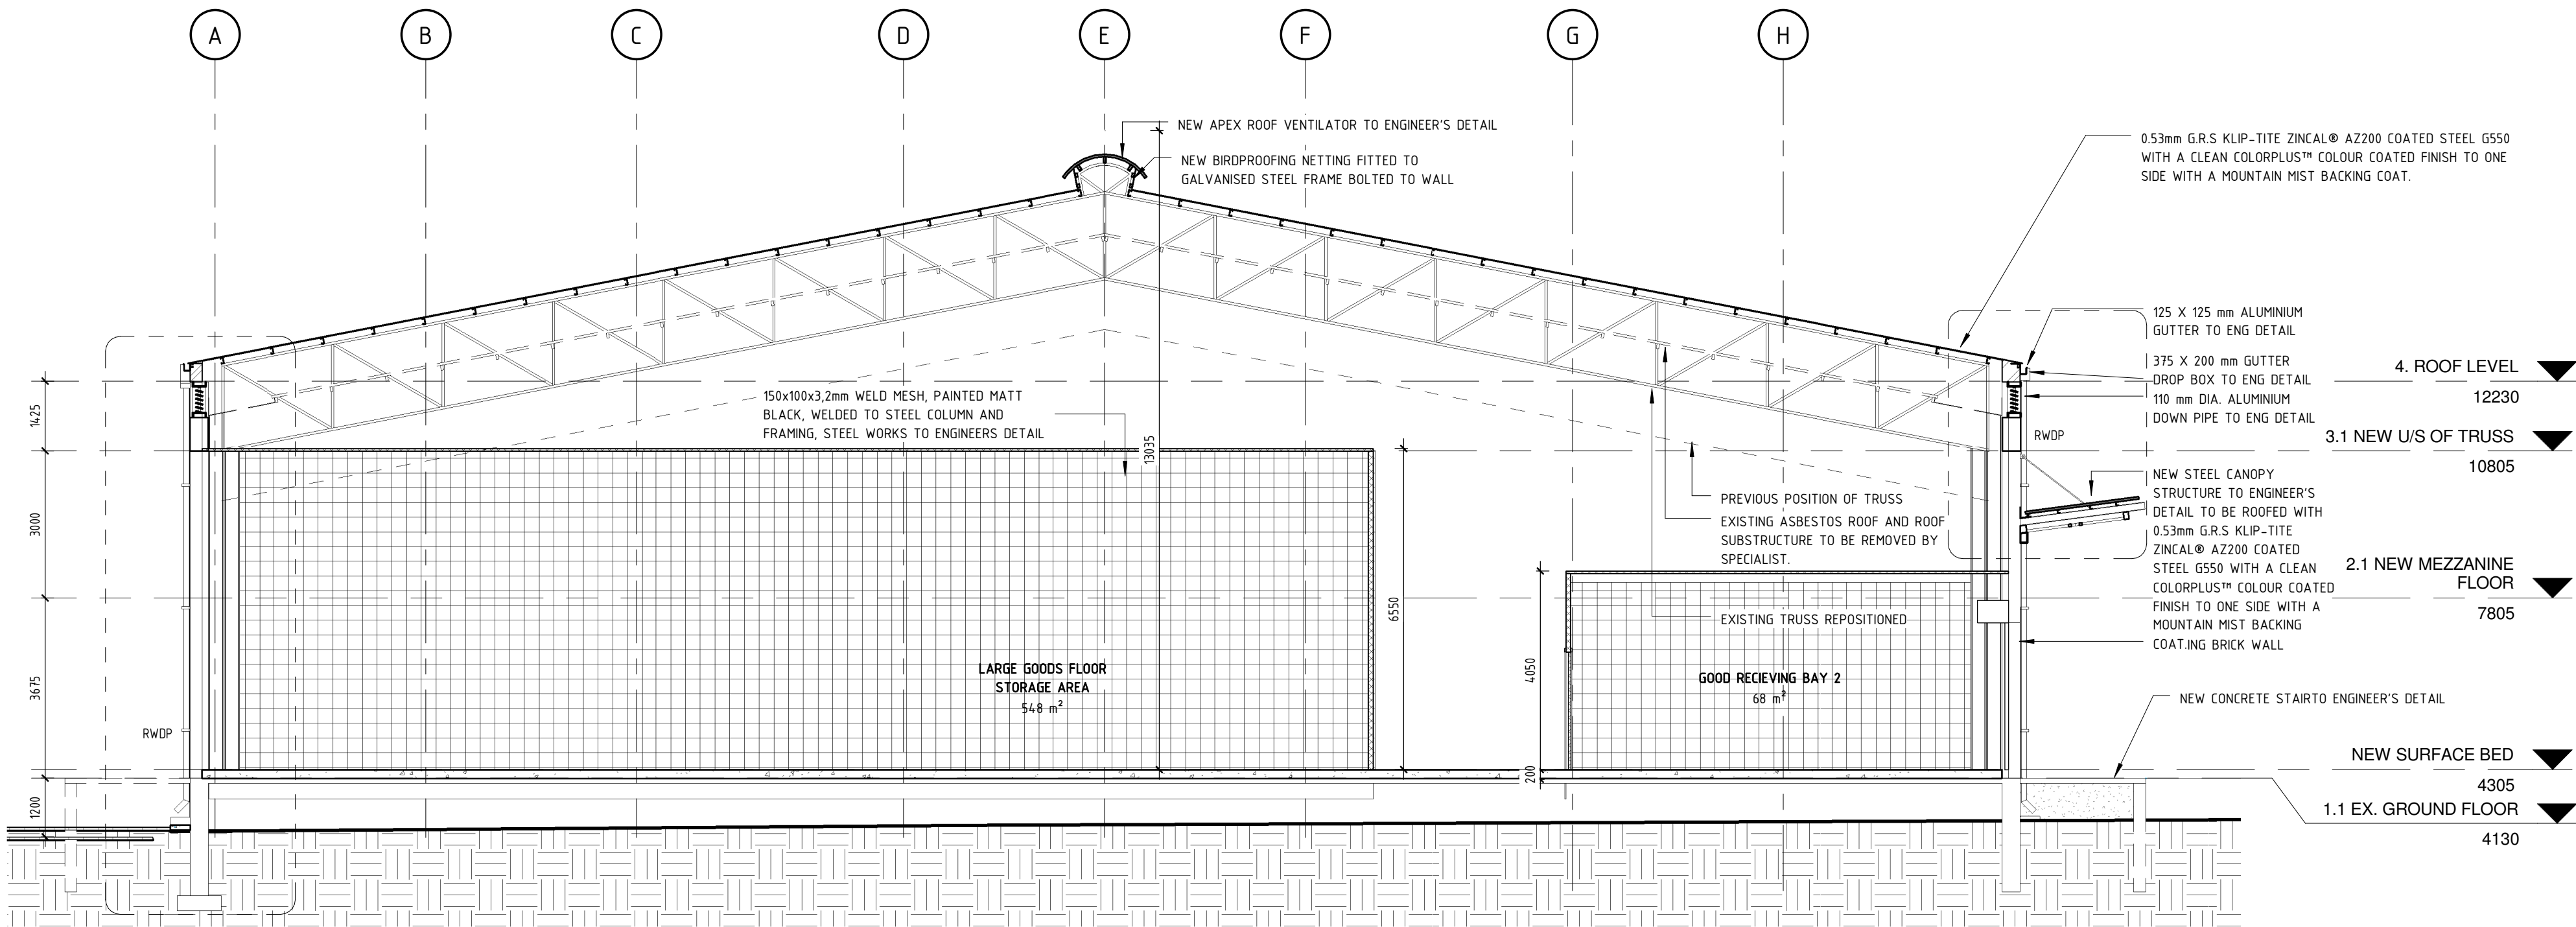 A
B
C
D
E
F
G
H
NEW APEX ROOF VENTILATOR TO ENGINEER'S DETAIL
NEW BIRDPROOFING NETTING FITTED TO
GALVANISED STEEL FRAME BOLTED TO WALL
0.53mm G.R.S KLIP-TITE ZINCAL® AZ200 COATED STEEL G550
WITH A CLEAN COLORPLUS™ COLOUR COATED FINISH TO ONE
SIDE WITH A MOUNTAIN MIST BACKING COAT.
125 X 125 mm ALUMINIUM
GUTTER TO ENG DETAIL
375 X 200 mm GUTTER
DROP BOX TO ENG DETAIL
110 mm DIA. ALUMINIUM
DOWN PIPE TO ENG DETAIL
RWDP
4. ROOF LEVEL
12230
3.1 NEW U/S OF TRUSS
10805
NEW STEEL CANOPY
STRUCTURE TO ENGINEER'S
DETAIL TO BE ROOFED WITH
0.53mm G.R.S KLIP-TITE
ZINCAL® AZ200 COATED
STEEL G550 WITH A CLEAN
COLORPLUS™ COLOUR COATED
FINISH TO ONE SIDE WITH A
MOUNTAIN MIST BACKING
COAT.ING BRICK WALL
2.1 NEW MEZZANINE
FLOOR
7805
150x100x3,2mm WELD MESH, PAINTED MATT
BLACK, WELDED TO STEEL COLUMN AND
FRAMING, STEEL WORKS TO ENGINEERS DETAIL
13035
PREVIOUS POSITION OF TRUSS
EXISTING ASBESTOS ROOF AND ROOF
SUBSTRUCTURE TO BE REMOVED BY
SPECIALIST.
EXISTING TRUSS REPOSITIONED
1425
3000
3675
1200
6550
4050
200
LARGE GOODS FLOOR
STORAGE AREA
548 m²
GOOD RECIEVING BAY 2
68 m²
RWDP
NEW CONCRETE STAIRTO ENGINEER'S DETAIL
NEW SURFACE BED
4305
1.1 EX. GROUND FLOOR
4130